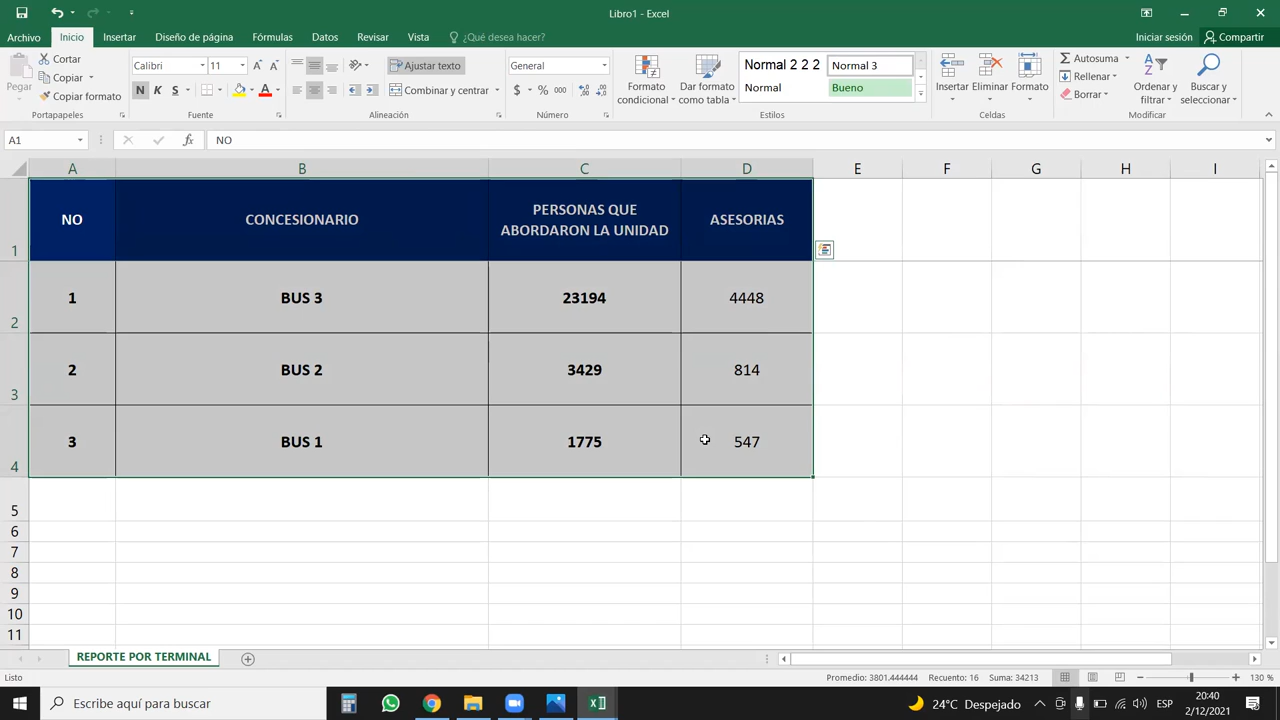 Libro1 - Excel
Archivo Inicio Insertar Diseño de página Fórmulas Datos Revisar Vista ¿Qué desea hacer? Iniciar sesión Compartir
Pegar
Cortar
Copiar
Copiar formato
Portapapeles
Calibri 11
N K S
Fuente
Ajustar texto
Combinar y centrar
Alineación
General
$ % 000
Número
Formato condicional
Dar formato como tabla
Normal 2 2 2 Normal 3
Normal Bueno
Estilos
Insertar Eliminar Formato
Celdas
Autosuma
Rellenar
Borrar
Ordenar y filtrar
Buscar y seleccionar
Modificar
A1 fx NO
A B C D E F G H I
1 NO CONCESIONARIO PERSONAS QUE ABORDARON LA UNIDAD ASESORIAS
2 1 BUS 3 23194 4448
3 2 BUS 2 3429 814
4 3 BUS 1 1775 547
5
6
7
8
9
10
11
REPORTE POR TERMINAL
Listo Promedio: 3801.444444 Recuento: 16 Suma: 34213 130 %
Escribe aquí para buscar 24°C Despejado ESP 20:40
2/12/2021